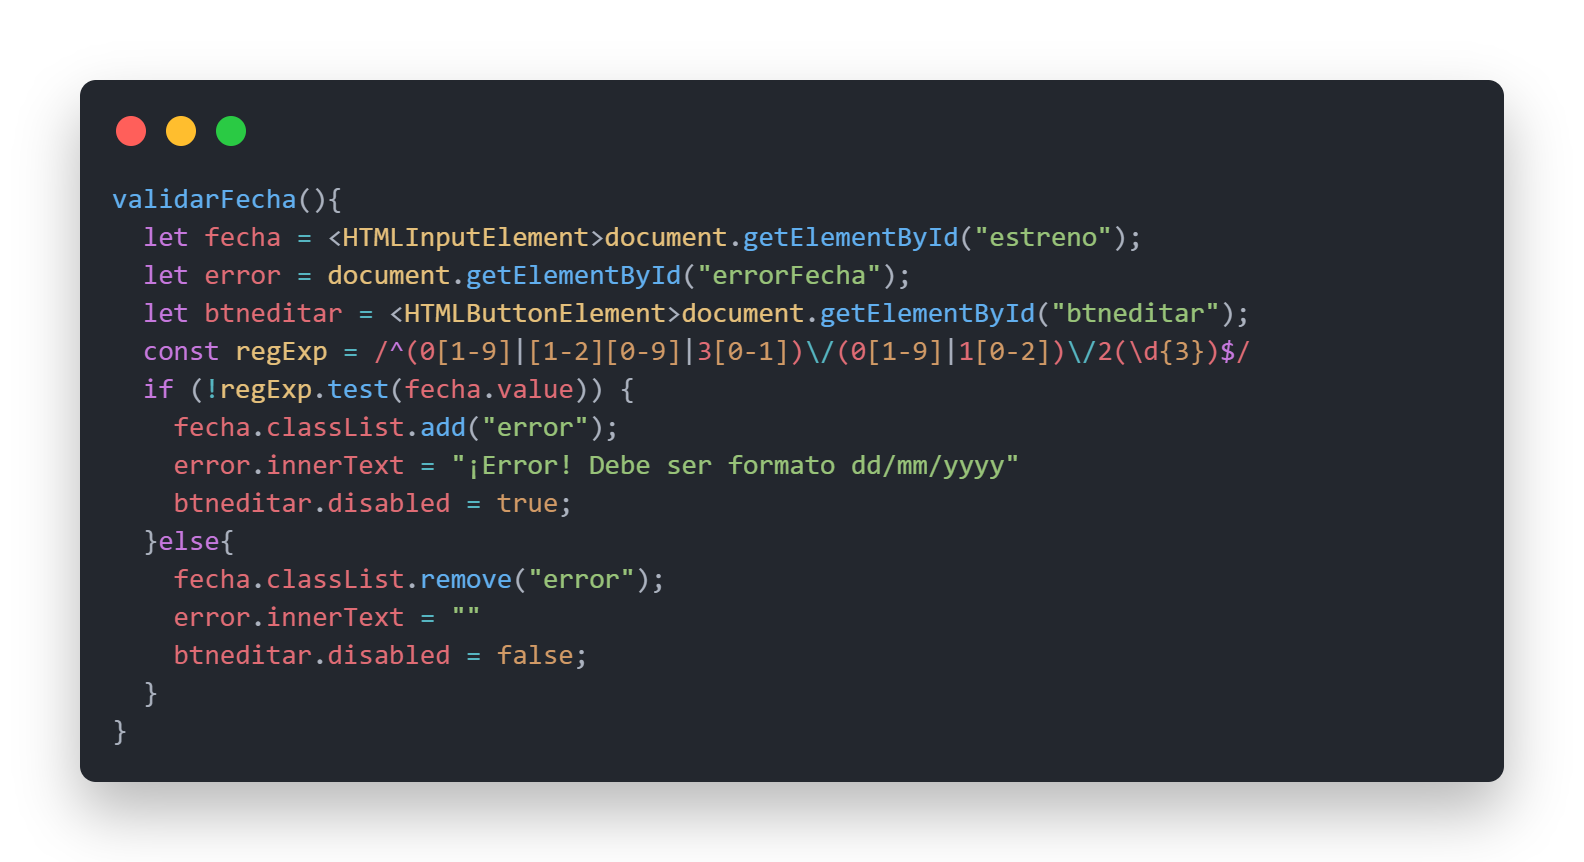 validarFecha(){
  let fecha = <HTMLInputElement>document.getElementById("estreno");
  let error = document.getElementById("errorFecha");
  let btneditar = <HTMLButtonElement>document.getElementById("btneditar");
  const regExp = /^(0[1-9]|[1-2][0-9]|3[0-1])\/(0[1-9]|1[0-2])\/2(\d{3})$/
  if (!regExp.test(fecha.value)) {
    fecha.classList.add("error");
    error.innerText = "¡Error! Debe ser formato dd/mm/yyyy"
    btneditar.disabled = true;
  }else{
    fecha.classList.remove("error");
    error.innerText = ""
    btneditar.disabled = false;
  }
}